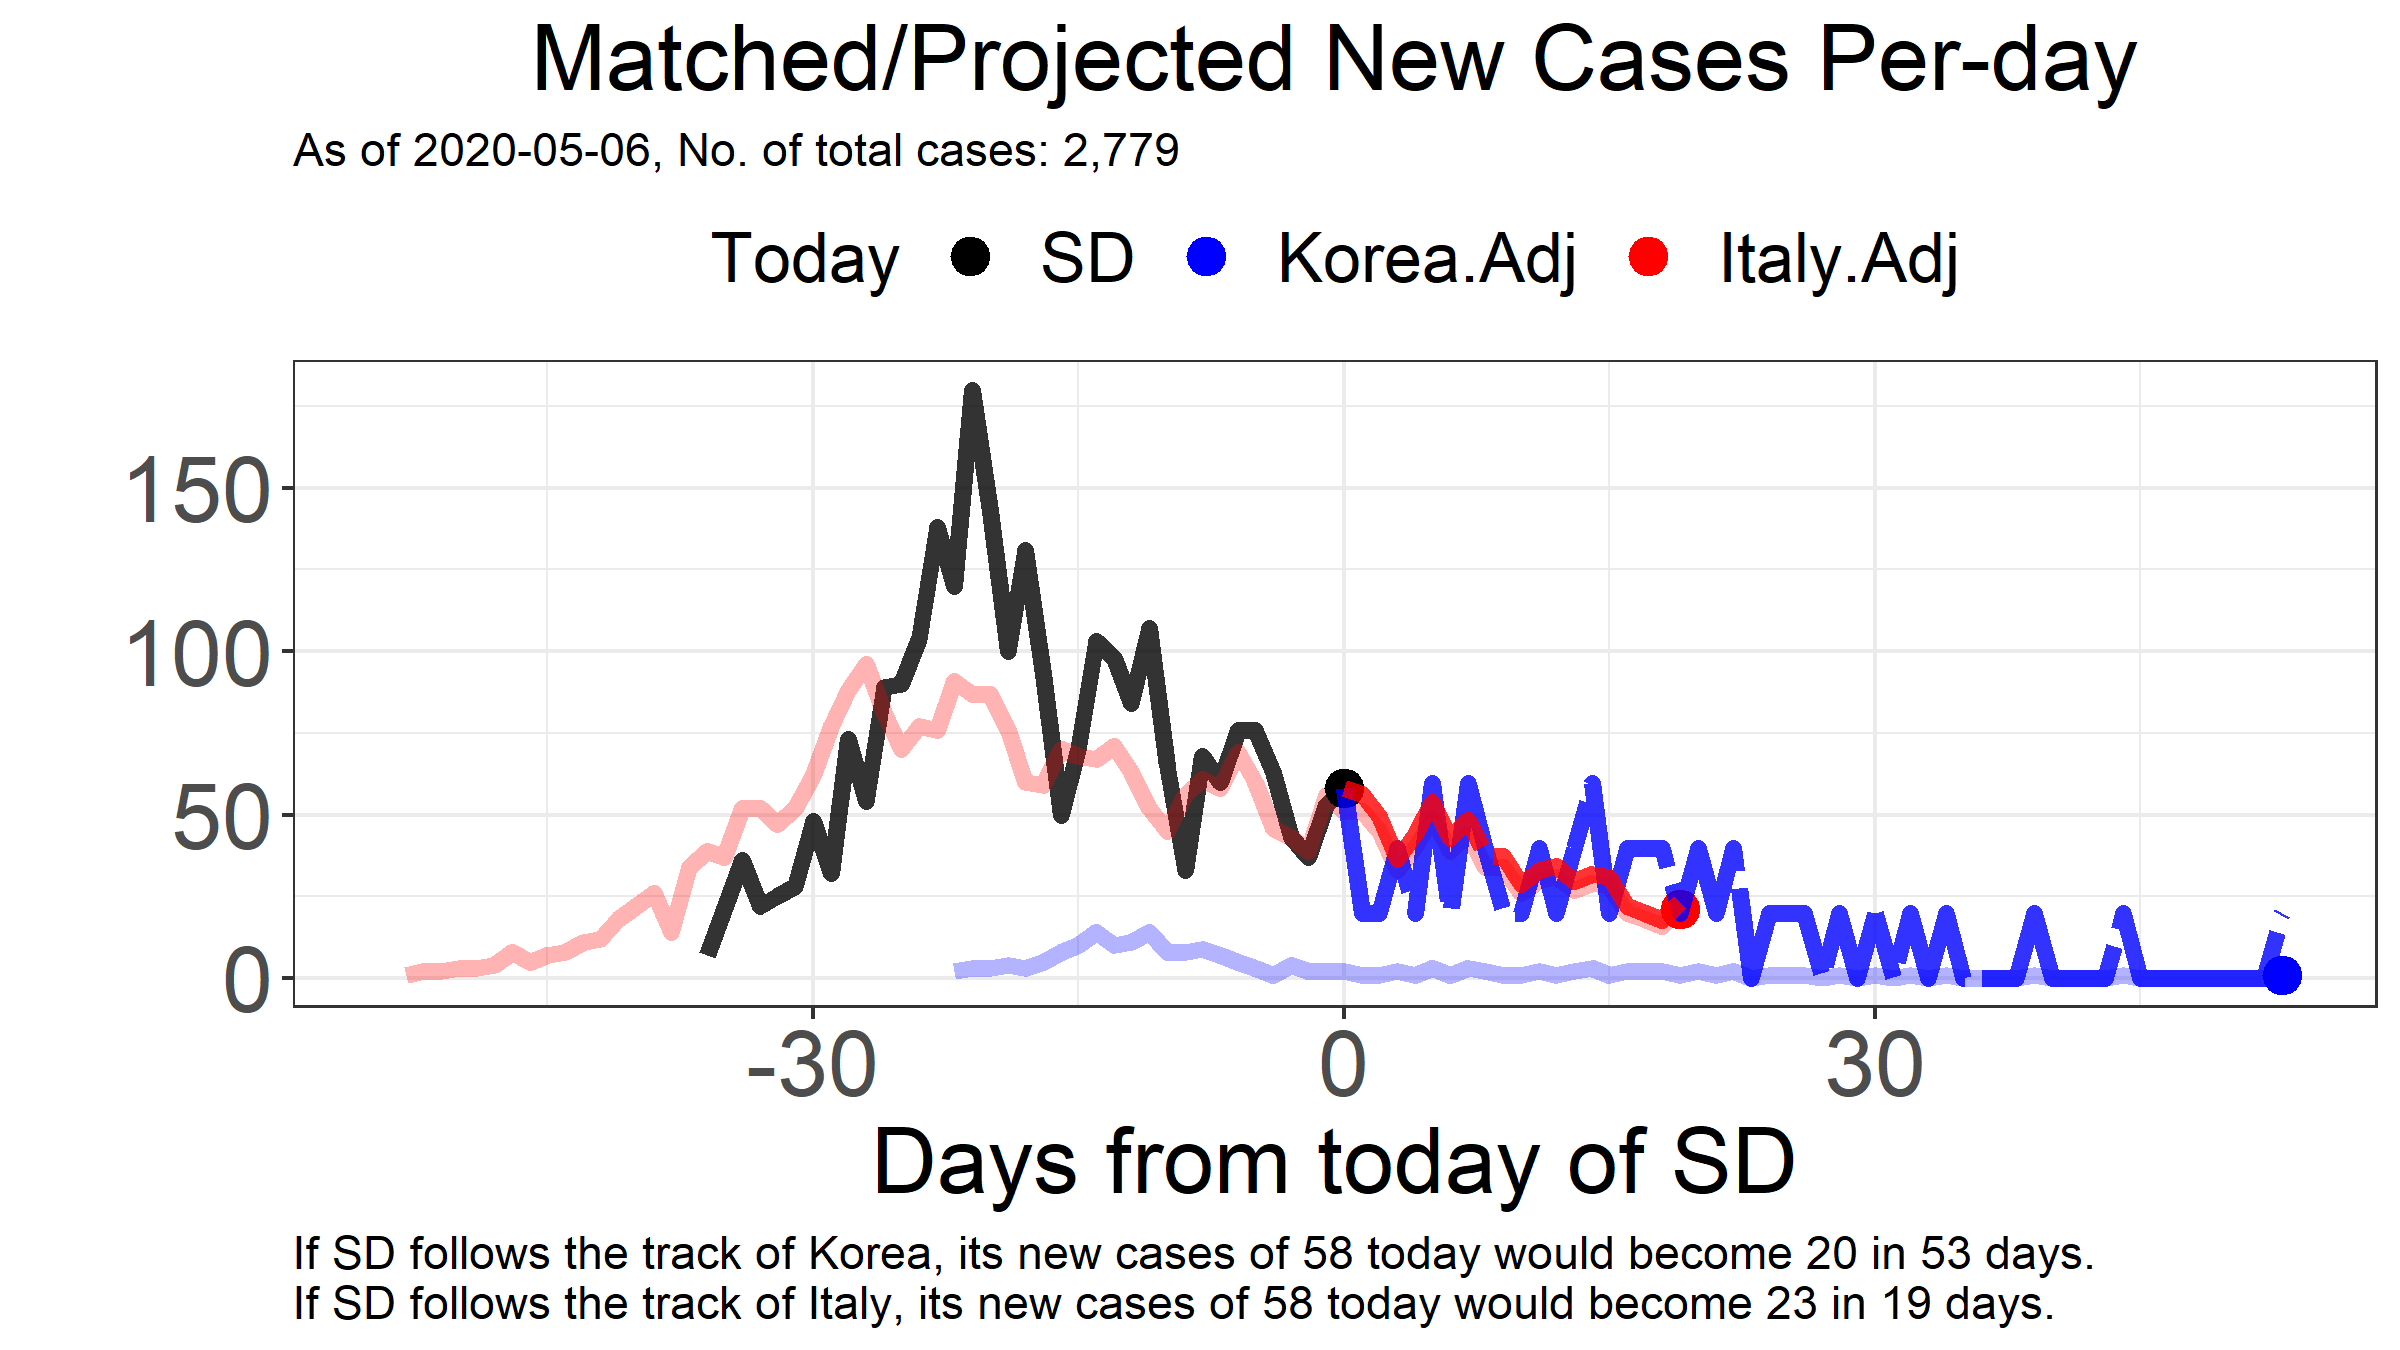 Matched/Projected New Cases Per-day
As of 2020-05-06, No. of total cases: 2,779
Today SD Korea.Adj Italy.Adj
150
100
50
0
-30 0 30
Days from today of SD
If SD follows the track of Korea, its new cases of 58 today would become 20 in 53 days.
If SD follows the track of Italy, its new cases of 58 today would become 23 in 19 days.